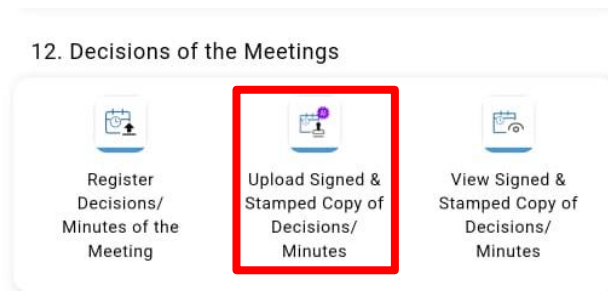 12. Decisions of the Meetings
Register
Decisions/
Minutes of the
Meeting
Upload Signed &
Stamped Copy of
Decisions/
Minutes
View Signed &
Stamped Copy of
Decisions/
Minutes